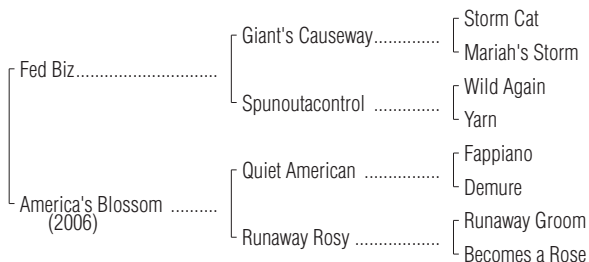 Storm Cat
Giant's Causeway..............
Mariah's Storm
Fed Biz..............................
Wild Again
Spunoutacontrol ..............
Yarn
Fappiano
Quiet American ................
Demure
America's Blossom ..........
(2006)
Runaway Groom
Runaway Rosy ..................
Becomes a Rose